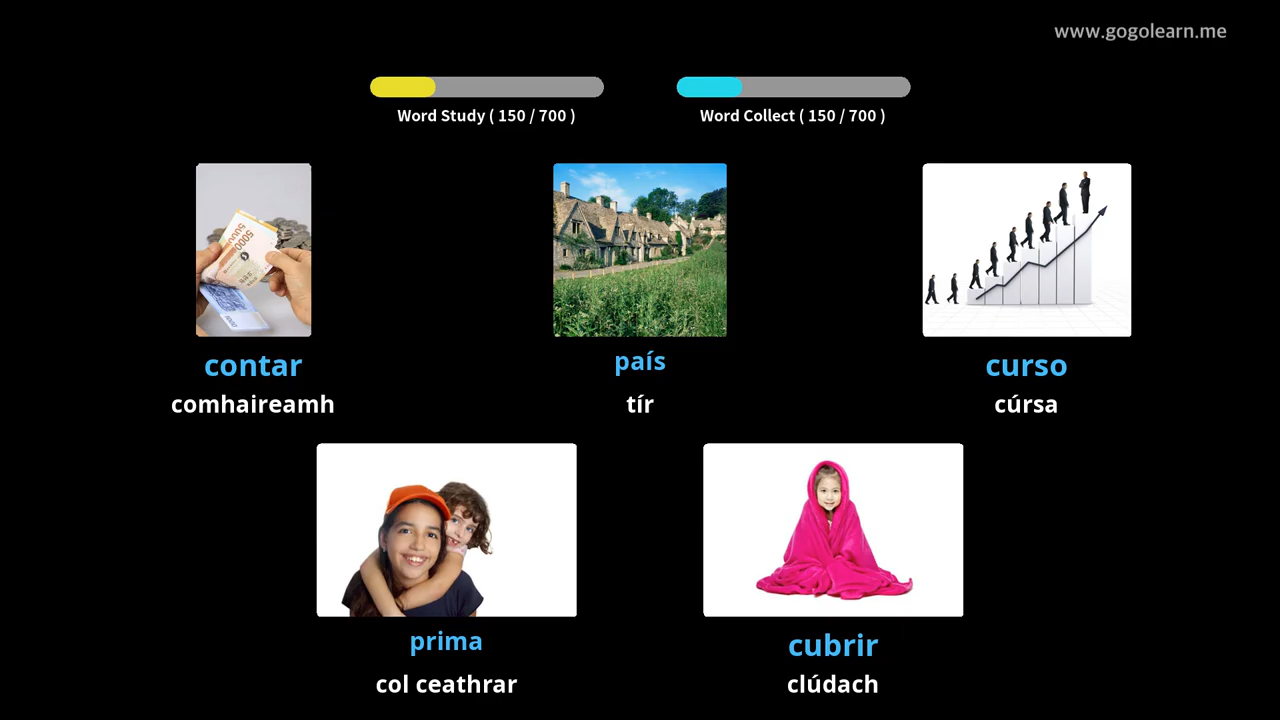 www.gogolearn.me
Word Study ( 150 / 700 )
Word Collect ( 150 / 700 )
5000
contar
comhaireamh
país
tír
curso
cúrsa
prima
col ceathrar
cubrir
clúdach